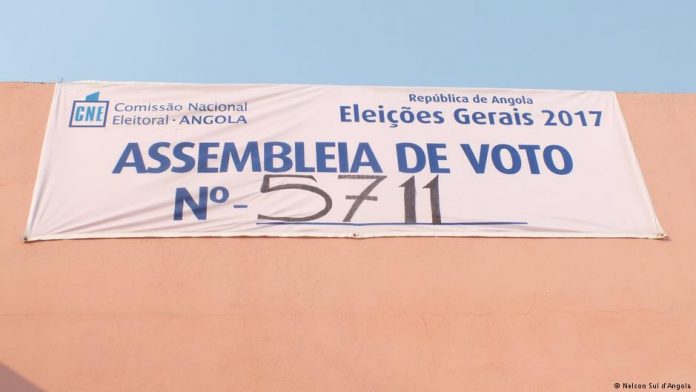 CNE
Comissão Nacional
Eleitoral · ANGOLA
República de Angola
Eleições Gerais 2017
ASSEMBLEIA DE VOTO
Nº - 5711
© Nelson Sul d'Angola